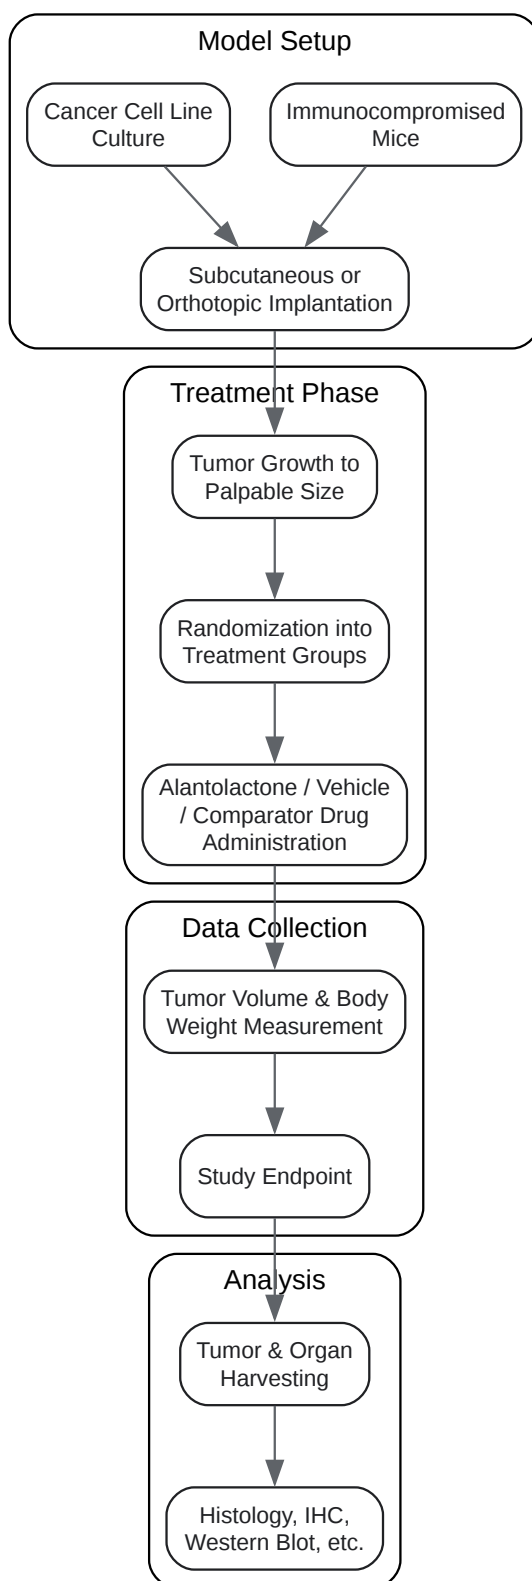 Model Setup
Cancer Cell Line
Culture
Immunocompromised
Mice
Subcutaneous or
Orthotopic Implantation
Treatment Phase
Tumor Growth to
Palpable Size
Randomization into
Treatment Groups
Alantolactone / Vehicle
/ Comparator Drug
Administration
Data Collection
Tumor Volume & Body
Weight Measurement
Study Endpoint
Analysis
Tumor & Organ
Harvesting
Histology, IHC,
Western Blot, etc.